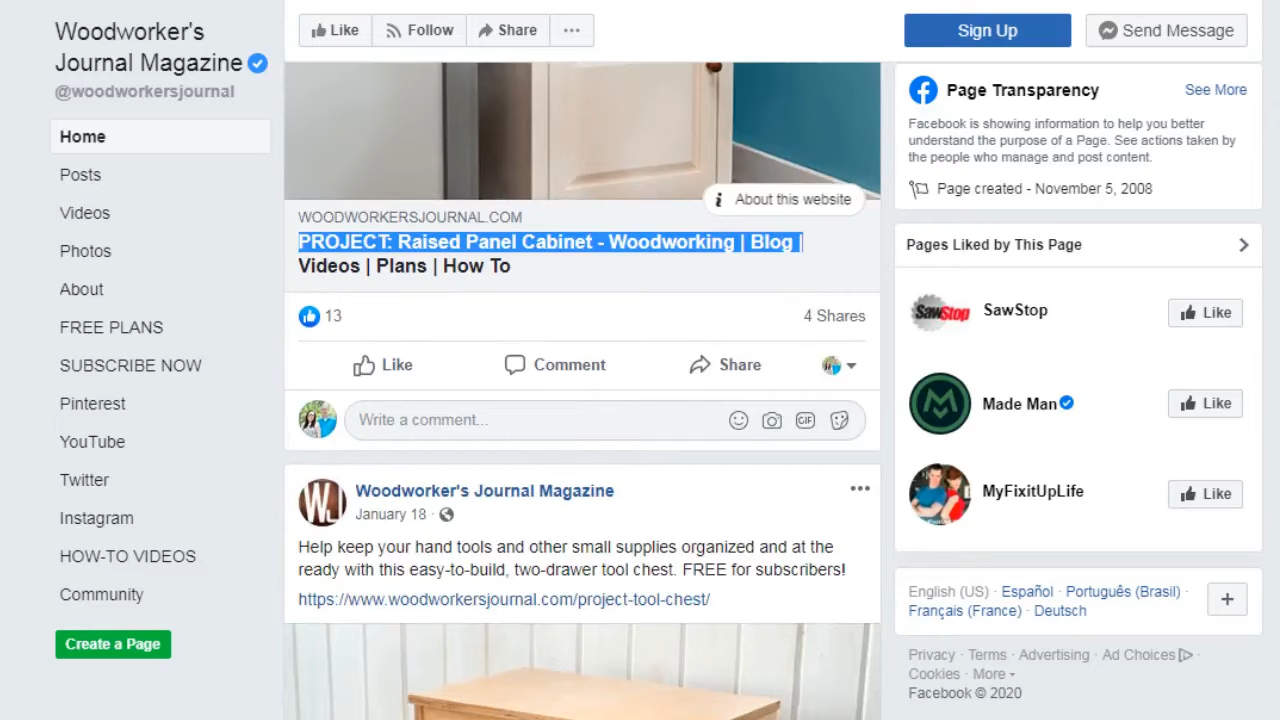 Woodworker's
Journal Magazine
@woodworkersjournal
Home
Posts
Videos
Photos
About
FREE PLANS
SUBSCRIBE NOW
Pinterest
YouTube
Twitter
Instagram
HOW-TO VIDEOS
Community
Create a Page
Like
Follow
Share
Sign Up
Send Message
About this website
WOODWORKERSJOURNAL.COM
PROJECT: Raised Panel Cabinet - Woodworking | Blog |
Videos | Plans | How To
13
4 Shares
Like
Comment
Share
Write a comment...
GIF
WJ
Woodworker's Journal Magazine
January 18 ·
Help keep your hand tools and other small supplies organized and at the
ready with this easy-to-build, two-drawer tool chest. FREE for subscribers!
https://www.woodworkersjournal.com/project-tool-chest/
Page Transparency
See More
Facebook is showing information to help you better
understand the purpose of a Page. See actions taken by
the people who manage and post content.
Page created - November 5, 2008
Pages Liked by This Page
SawStop
SawStop
Like
Made Man
Like
MyFixitUpLife
Like
English (US) · Español · Português (Brasil) ·
Français (France) · Deutsch
Privacy · Terms · Advertising · Ad Choices ·
Cookies · More
Facebook © 2020